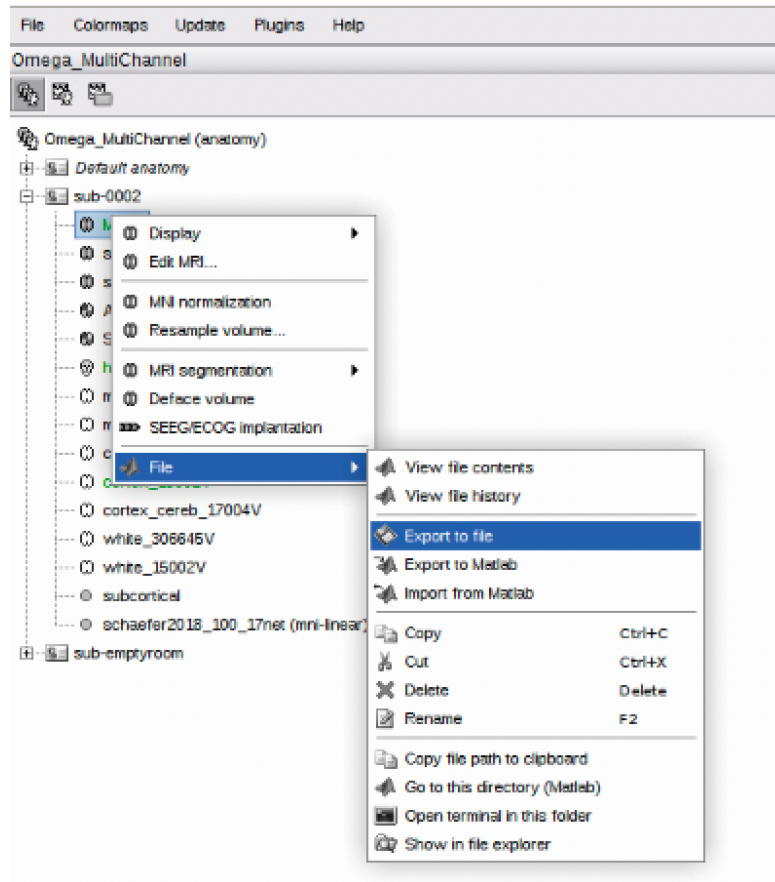 File Colormaps Update Plugins Help
Omega_MultiChannel
Omega_MultiChannel (anatomy)
Default anatomy
sub-0002
Display
Edit MRI...
MNI normalization
Resample volume...
MRI segmentation
Deface volume
SEEG/ECOG implantation
File
View file contents
View file history
Export to file
Export to Matlab
Import from Matlab
Copy Ctrl+C
Cut Ctrl+X
Delete Delete
Rename F2
Copy file path to clipboard
Go to this directory (Matlab)
Open terminal in this folder
Show in file explorer
cortex_cereb_17004V
white_306645V
white_15002V
subcortical
schaefer2018_100_17net (mni-linear)
sub-emptyroom